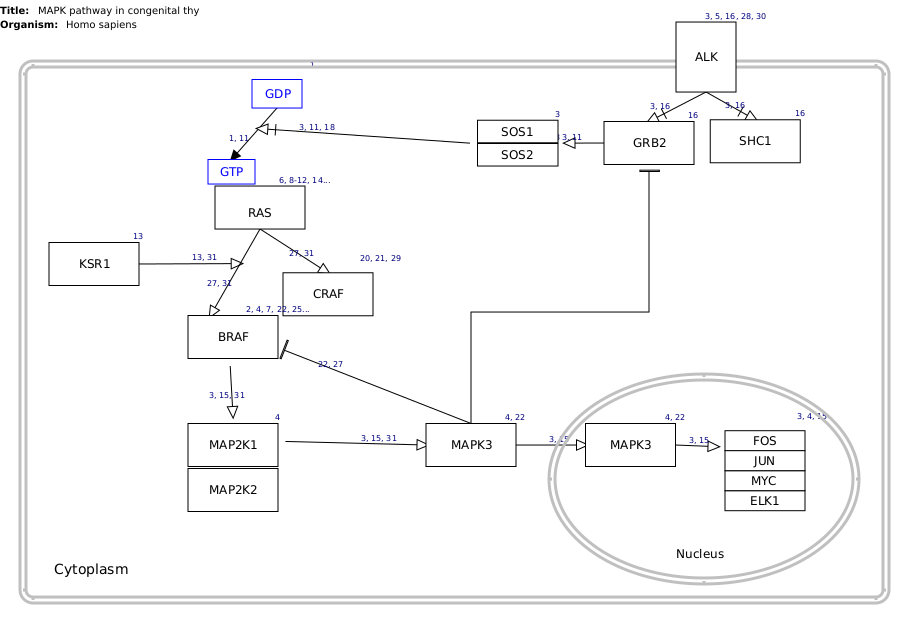 Title: MAPK pathway in congenital thy
Organism: Homo sapiens
3, 5, 16, 28, 30
ALK
GDP
3, 16
3, 16
16
16
3
3, 11, 18
SOS1
SOS2
3, 11
GRB2
SHC1
1, 11
GTP
6, 8-12, 14...
RAS
13
KSR1
13, 31
27, 31
20, 21, 29
27, 31
CRAF
2, 4, 7, 22, 25...
BRAF
22, 27
3, 15, 31
4
MAP2K1
MAP2K2
3, 15, 31
4, 22
MAPK3
3, 15
4, 22
MAPK3
3, 15
3, 4, 15
FOS
JUN
MYC
ELK1
Nucleus
Cytoplasm